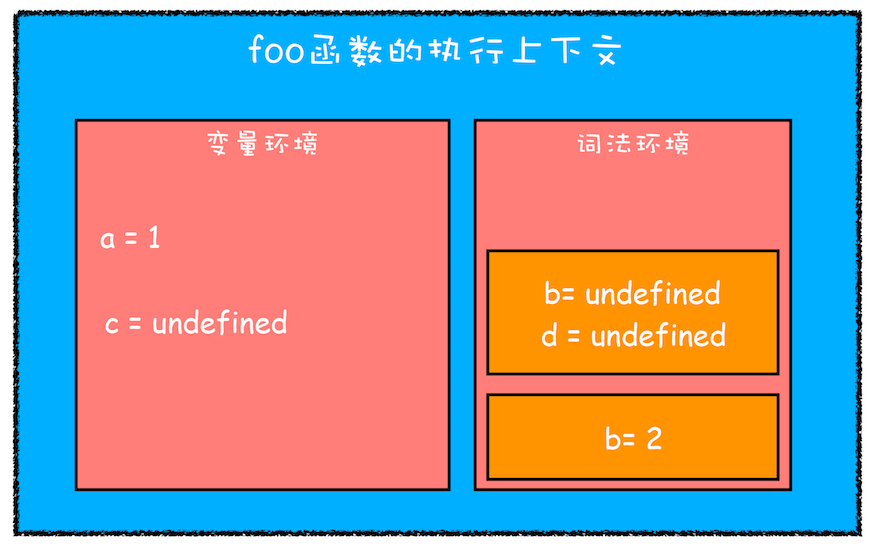 foo函数的执行上下文
变量环境
a = 1
c = undefined
词法环境
b= undefined
d = undefined
b= 2